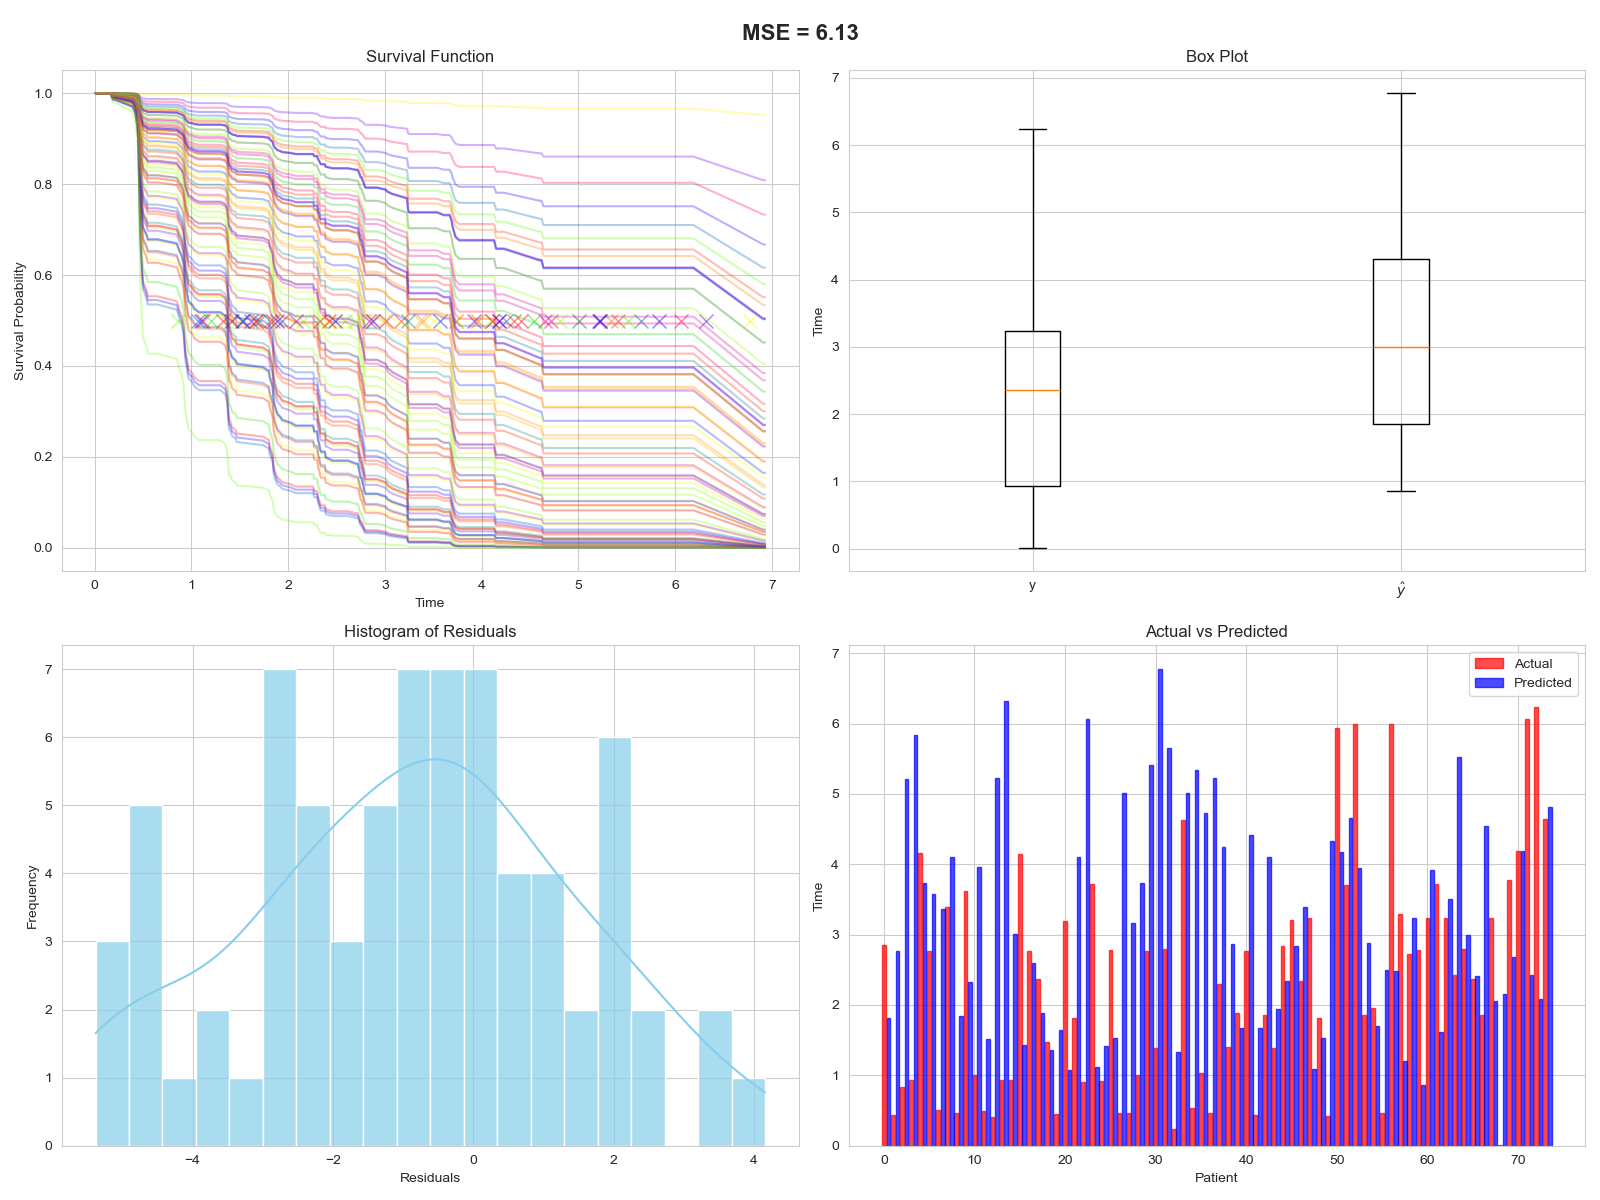 MSE = 6.13
Survival Function
1.0
0.8
0.6
0.4
0.2
0.0
Survival Probability
0 1 2 3 4 5 6 7
Time
Box Plot
7
6
5
4
3
2
1
0
Time
y ŷ
Histogram of Residuals
7
6
5
4
3
2
1
0
Frequency
−4 −2 0 2 4
Residuals
Actual vs Predicted
7
6
5
4
3
2
1
0
Time
Actual
Predicted
0 10 20 30 40 50 60 70
Patient